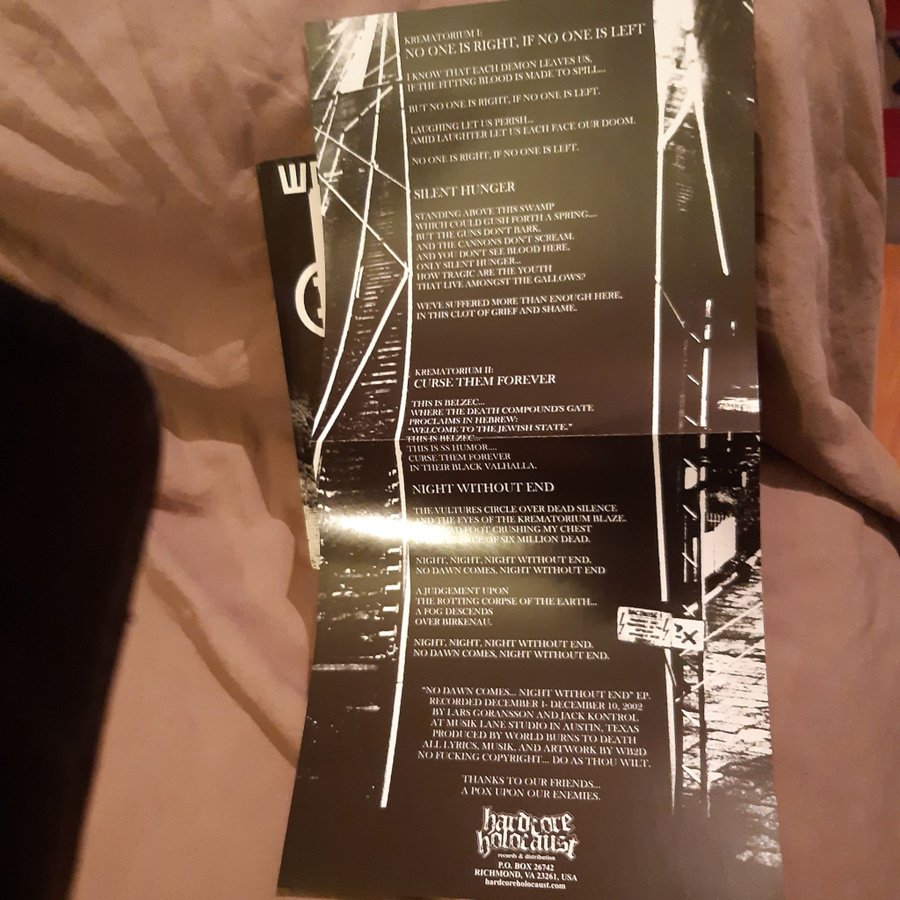 KREMATORIUM I:
NO ONE IS RIGHT, IF NO ONE IS LEFT
I KNOW THAT EACH DEMON LEAVES US,
IF THE FITTING BLOOD IS MADE TO SPILL...
BUT NO ONE IS RIGHT, IF NO ONE IS LEFT.
LAUGHING LET US PERISH...
AMID LAUGHTER LET US EACH FACE OUR DOOM.
NO ONE IS RIGHT, IF NO ONE IS LEFT.
SILENT HUNGER
STANDING ABOVE THIS SWAMP
WHICH COULD GUSH FORTH A SPRING....
BUT THE GUNS DON'T BARK.
AND THE CANNONS DON'T SCREAM.
AND YOU DON'T SEE BLOOD HERE,
ONLY SILENT HUNGER...
HOW TRAGIC ARE THE YOUTH
THAT LIVE AMONGST THE GALLOWS?
WE'VE SUFFERED MORE THAN ENOUGH HERE,
IN THIS CLOT OF GRIEF AND SHAME.
KREMATORIUM II:
CURSE THEM FOREVER
THIS IS BELZEC...
WHERE THE DEATH COMPOUND'S GATE
PROCLAIMS IN HEBREW:
"WELCOME TO THE JEWISH STATE."
THIS IS BELZEC...
THIS IS SS HUMOR....
CURSE THEM FOREVER
IN THEIR BLACK VALHALLA.
NIGHT WITHOUT END
THE VULTURES CIRCLE OVER DEAD SILENCE
AND THE EYES OF THE KREMATORIUM BLAZE.
FOOT CRUSHING MY CHEST
OF SIX MILLION DEAD.
NIGHT, NIGHT, NIGHT WITHOUT END.
NO DAWN COMES, NIGHT WITHOUT END
A JUDGEMENT UPON
THE ROTTING CORPSE OF THE EARTH...
A FOG DESCENDS
OVER BIRKENAU.
NIGHT, NIGHT, NIGHT WITHOUT END.
NO DAWN COMES, NIGHT WITHOUT END.
"NO DAWN COMES... NIGHT WITHOUT END" EP.
RECORDED DECEMBER 1- DECEMBER 10, 2002
BY LARS GORANSSON AND JACK KONTROL
AT MUSIK LANE STUDIO IN AUSTIN, TEXAS
PRODUCED BY WORLD BURNS TO DEATH
ALL LYRICS, MUSIK, AND ARTWORK BY WB2D
NO FUCKING COPYRIGHT... DO AS THOU WILT.
THANKS TO OUR FRIENDS...
A POX UPON OUR ENEMIES.
hardcore
holocaust
records & distribution
P.O. BOX 26742
RICHMOND, VA 23261, USA
hardcoreholocaust.com